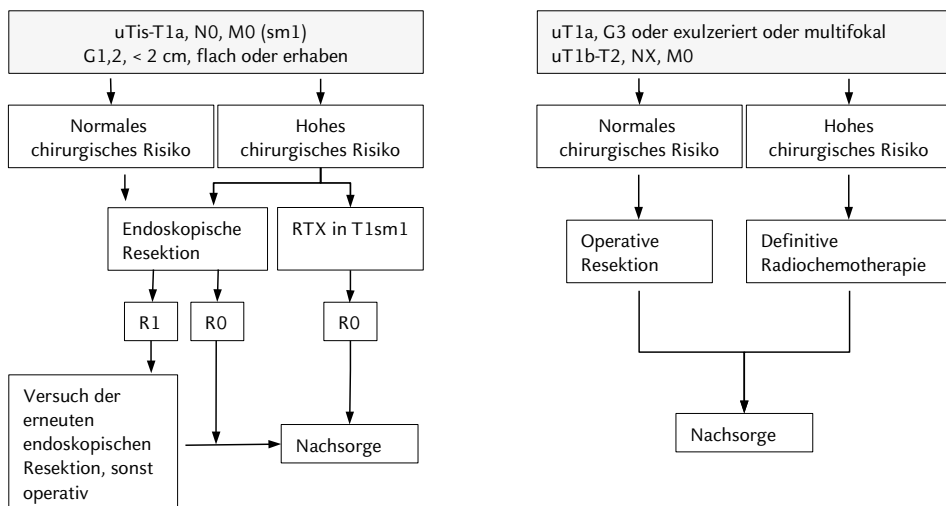 uTis-T1a, N0, M0 (sm1)
G1,2, < 2 cm, flach oder erhaben
Normales
chirurgisches Risiko
Hohes
chirurgisches Risiko
Endoskopische
Resektion
RTX in T1sm1
R1
R0
R0
Versuch der
erneuten
endoskopischen
Resektion, sonst
operativ
Nachsorge
uT1a, G3 oder exulzeriert oder multifokal
uT1b-T2, NX, M0
Normales
chirurgisches Risiko
Hohes
chirurgisches Risiko
Operative
Resektion
Definitive
Radiochemotherapie
Nachsorge